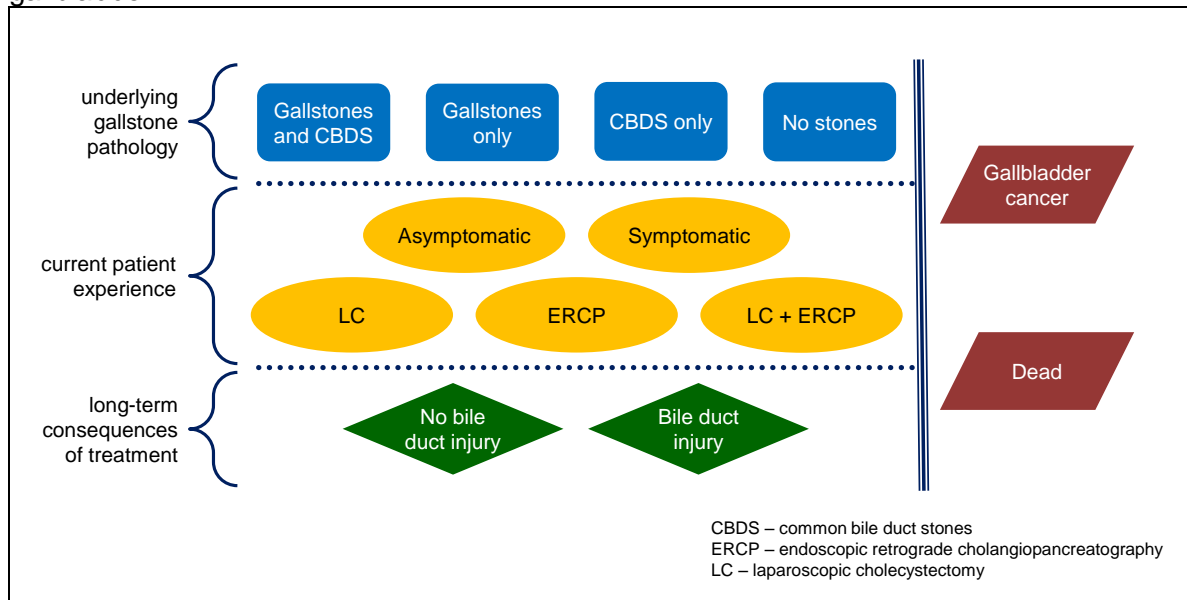 underlying
gallstone
pathology
Gallstones
and CBDS
Gallstones
only
CBDS only
No stones
Gallbladder
cancer
current patient
experience
Asymptomatic
Symptomatic
LC
ERCP
LC + ERCP
Dead
long-term
consequences
of treatment
No bile
duct injury
Bile duct
injury
CBDS – common bile duct stones
ERCP – endoscopic retrograde cholangiopancreatography
LC – laparoscopic cholecystectomy